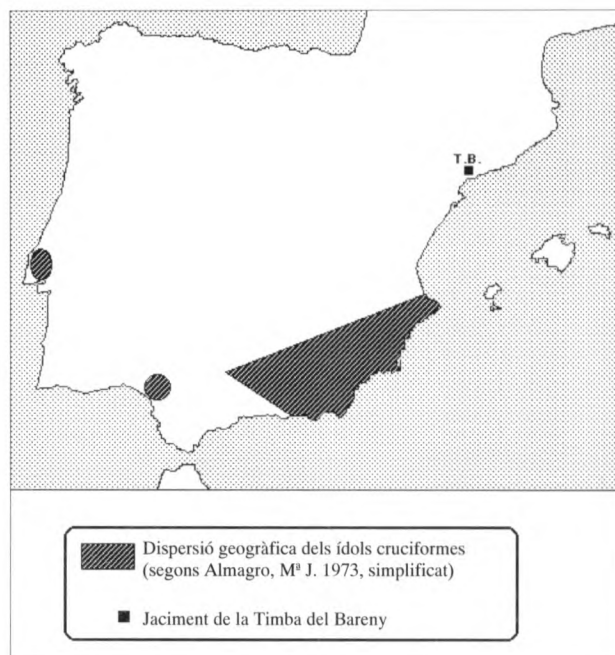 T.B.
Dispersió geogràfica dels ídols cruciformes
(segons Almagro, Mª J. 1973, simplificat)
Jaciment de la Timba del Bareny